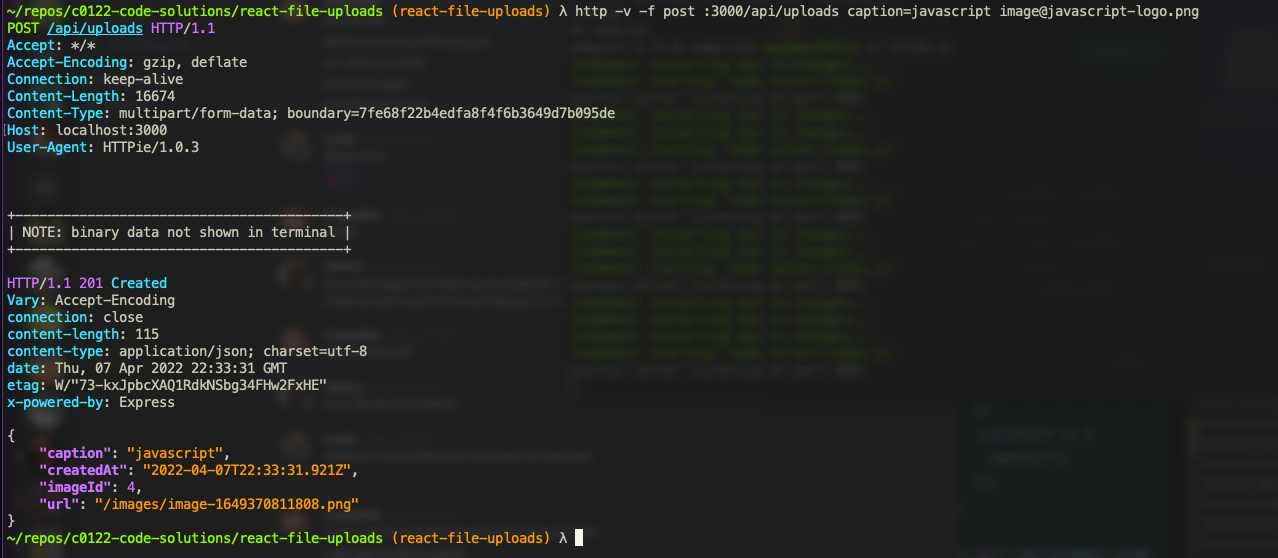 ~/repos/c0122-code-solutions/react-file-uploads (react-file-uploads) λ http -v -f post :3000/api/uploads caption=javascript image@javascript-logo.png
POST /api/uploads HTTP/1.1
Accept: */*
Accept-Encoding: gzip, deflate
Connection: keep-alive
Content-Length: 16674
Content-Type: multipart/form-data; boundary=7fe68f22b4edfa8f4f6b3649d7b095de
Host: localhost:3000
User-Agent: HTTPie/1.0.3
+-----------------------------------------+
| NOTE: binary data not shown in terminal |
+-----------------------------------------+
HTTP/1.1 201 Created
Vary: Accept-Encoding
connection: close
content-length: 115
content-type: application/json; charset=utf-8
date: Thu, 07 Apr 2022 22:33:31 GMT
etag: W/"73-kxJpbcXAQ1RdkNSbg34FHw2FxHE"
x-powered-by: Express
{
    "caption": "javascript",
    "createdAt": "2022-04-07T22:33:31.921Z",
    "imageId": 4,
    "url": "/images/image-1649370811808.png"
}
~/repos/c0122-code-solutions/react-file-uploads (react-file-uploads) λ